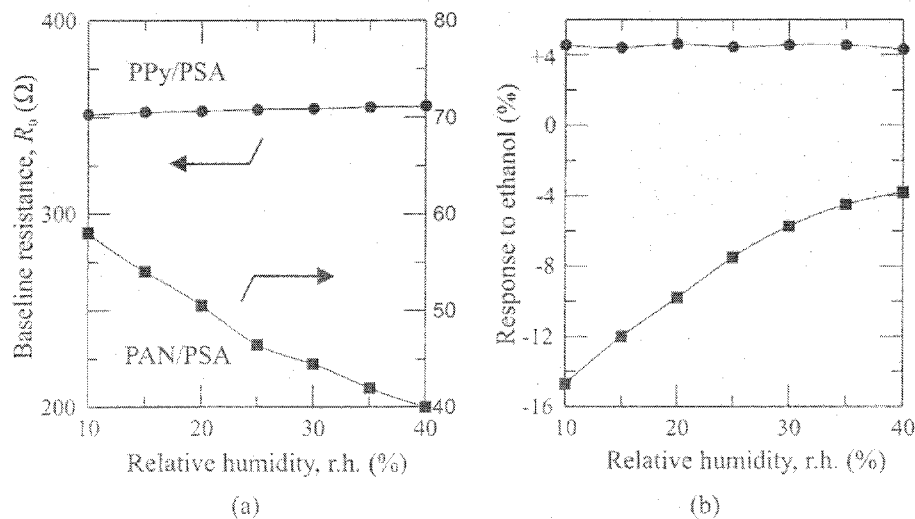 400
300
200
80
70
60
50
40
PPy/PSA
PAN/PSA
Baseline resistance, R₀ (Ω)
10 20 30 40
Relative humidity, r.h. (%)
(a)
+4
0
-4
-8
-12
-16
Response to ethanol (%)
10 20 30 40
Relative humidity, r.h. (%)
(b)